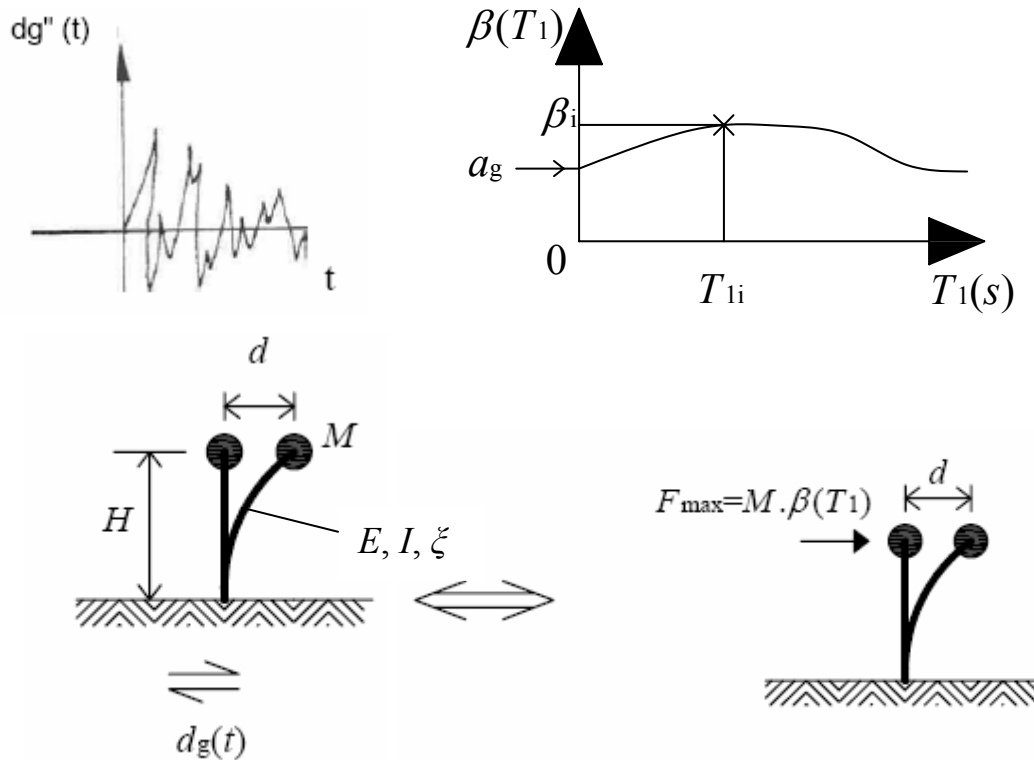 dg" (t)
t
β(T1)
βi
ag
0
T1i
T1(s)
d
M
H
E, I, ξ
dg(t)
d
Fmax=M.β(T1)